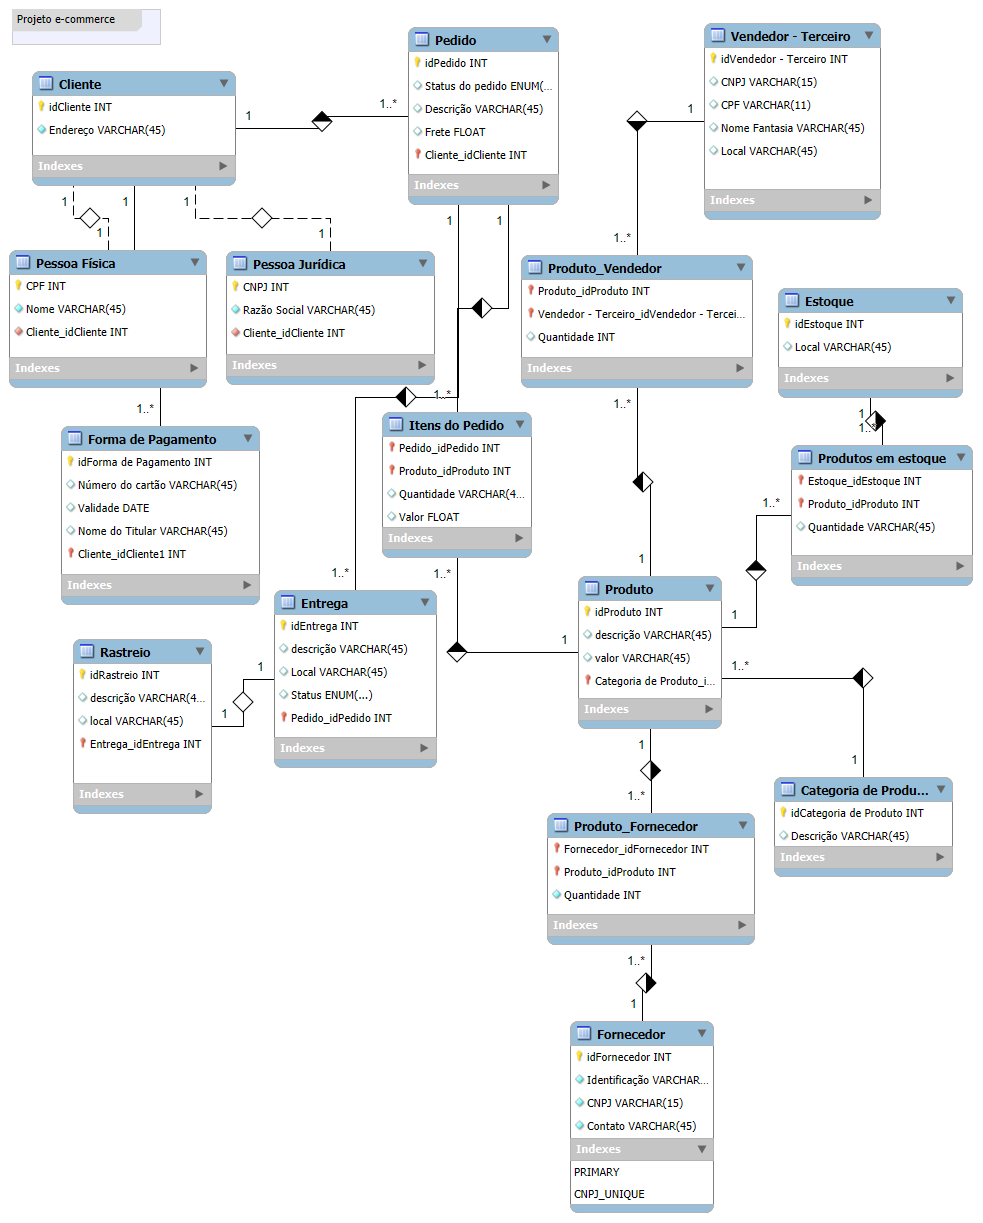 Projeto e-commerce
Cliente
idCliente INT
Endereço VARCHAR(45)
Indexes
Pedido
idPedido INT
Status do pedido ENUM(...
Descrição VARCHAR(45)
Frete FLOAT
Cliente_idCliente INT
Indexes
Vendedor - Terceiro
idVendedor - Terceiro INT
CNPJ VARCHAR(15)
CPF VARCHAR(11)
Nome Fantasia VARCHAR(45)
Local VARCHAR(45)
Indexes
1
1..*
1
1
1
1
1
1
1
1
1
1..*
Pessoa Física
CPF INT
Nome VARCHAR(45)
Cliente_idCliente INT
Indexes
Pessoa Jurídica
CNPJ INT
Razão Social VARCHAR(45)
Cliente_idCliente INT
Indexes
Produto_Vendedor
Produto_idProduto INT
Vendedor - Terceiro_idVendedor - Tercei...
Quantidade INT
Indexes
Estoque
idEstoque INT
Local VARCHAR(45)
Indexes
1..*
1..*
1..*
1
1..*
Forma de Pagamento
idForma de Pagamento INT
Número do cartão VARCHAR(45)
Validade DATE
Nome do Titular VARCHAR(45)
Cliente_idCliente1 INT
Indexes
Itens do Pedido
Pedido_idPedido INT
Produto_idProduto INT
Quantidade VARCHAR(4...
Valor FLOAT
Indexes
Produtos em estoque
Estoque_idEstoque INT
Produto_idProduto INT
Quantidade VARCHAR(45)
Indexes
1..*
1..*
1
1..*
1
1
1..*
Entrega
idEntrega INT
descrição VARCHAR(45)
Local VARCHAR(45)
Status ENUM(...)
Pedido_idPedido INT
Indexes
Produto
idProduto INT
descrição VARCHAR(45)
valor VARCHAR(45)
Categoria de Produto_i...
Indexes
Rastreio
idRastreio INT
descrição VARCHAR(4...
local VARCHAR(45)
Entrega_idEntrega INT
Indexes
1
1
1
1..*
1
Categoria de Produ...
idCategoria de Produto INT
Descrição VARCHAR(45)
Indexes
Produto_Fornecedor
Fornecedor_idFornecedor INT
Produto_idProduto INT
Quantidade INT
Indexes
1..*
1
Fornecedor
idFornecedor INT
Identificação VARCHAR...
CNPJ VARCHAR(15)
Contato VARCHAR(45)
Indexes
PRIMARY
CNPJ_UNIQUE